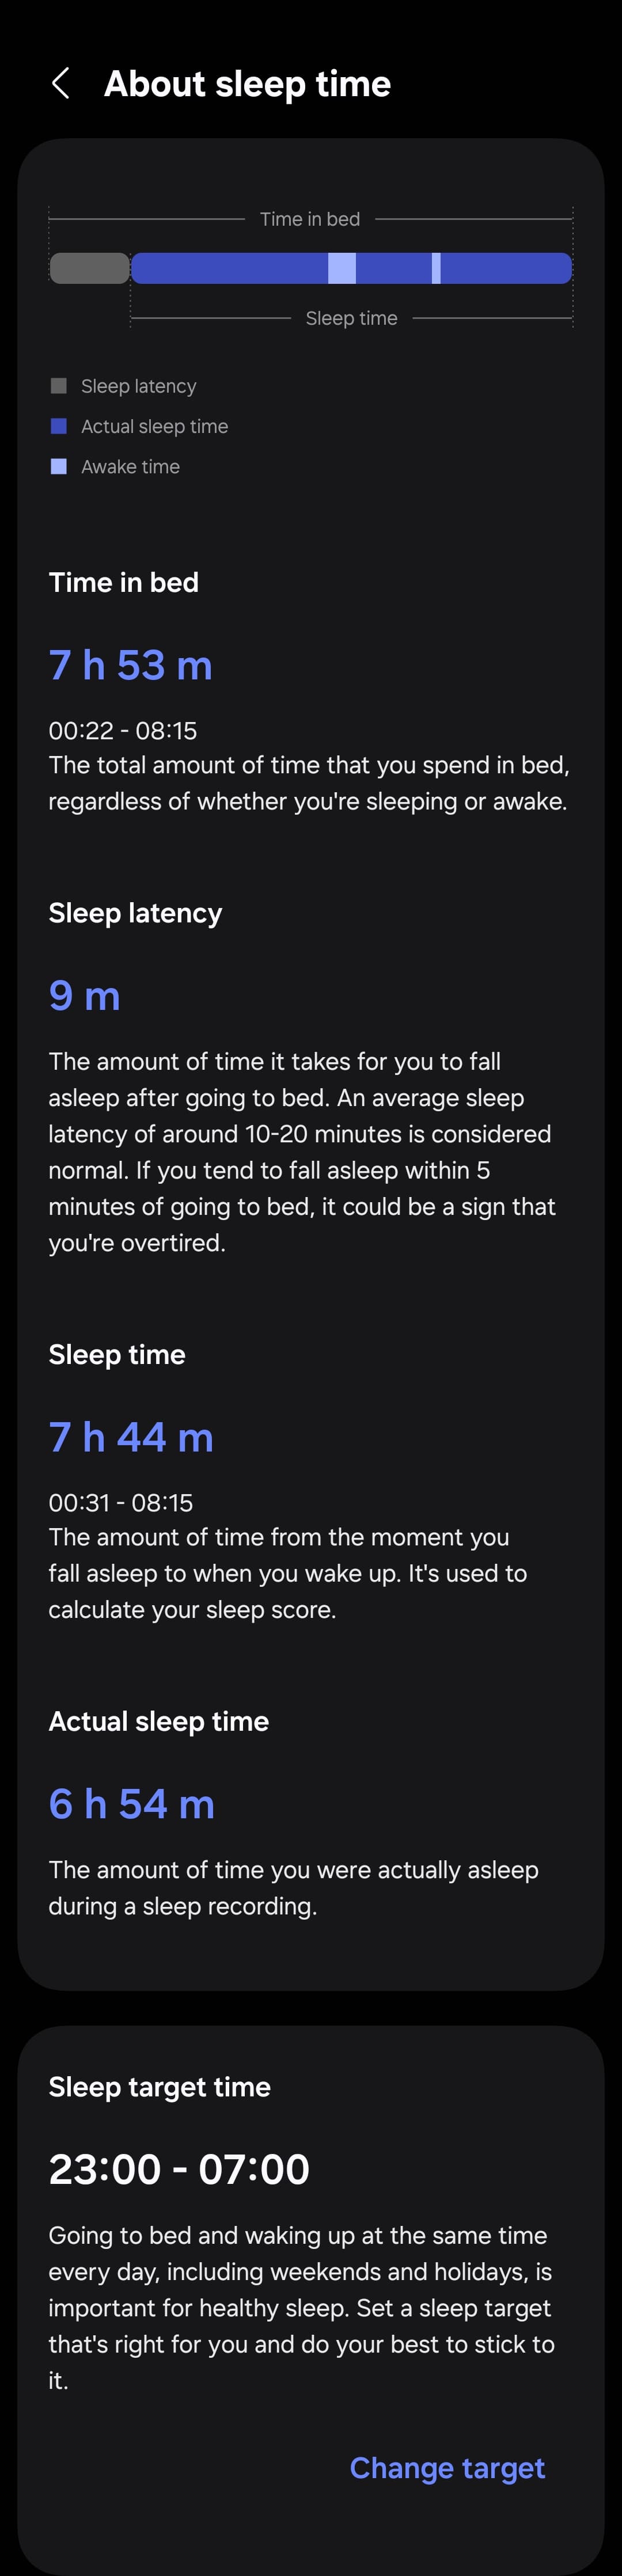 About sleep time
Time in bed
Sleep time
Sleep latency
Actual sleep time
Awake time
Time in bed
7 h 53 m
00:22 - 08:15
The total amount of time that you spend in bed,
regardless of whether you're sleeping or awake.
Sleep latency
9 m
The amount of time it takes for you to fall
asleep after going to bed. An average sleep
latency of around 10-20 minutes is considered
normal. If you tend to fall asleep within 5
minutes of going to bed, it could be a sign that
you're overtired.
Sleep time
7 h 44 m
00:31 - 08:15
The amount of time from the moment you
fall asleep to when you wake up. It's used to
calculate your sleep score.
Actual sleep time
6 h 54 m
The amount of time you were actually asleep
during a sleep recording.
Sleep target time
23:00 - 07:00
Going to bed and waking up at the same time
every day, including weekends and holidays, is
important for healthy sleep. Set a sleep target
that's right for you and do your best to stick to
it.
Change target